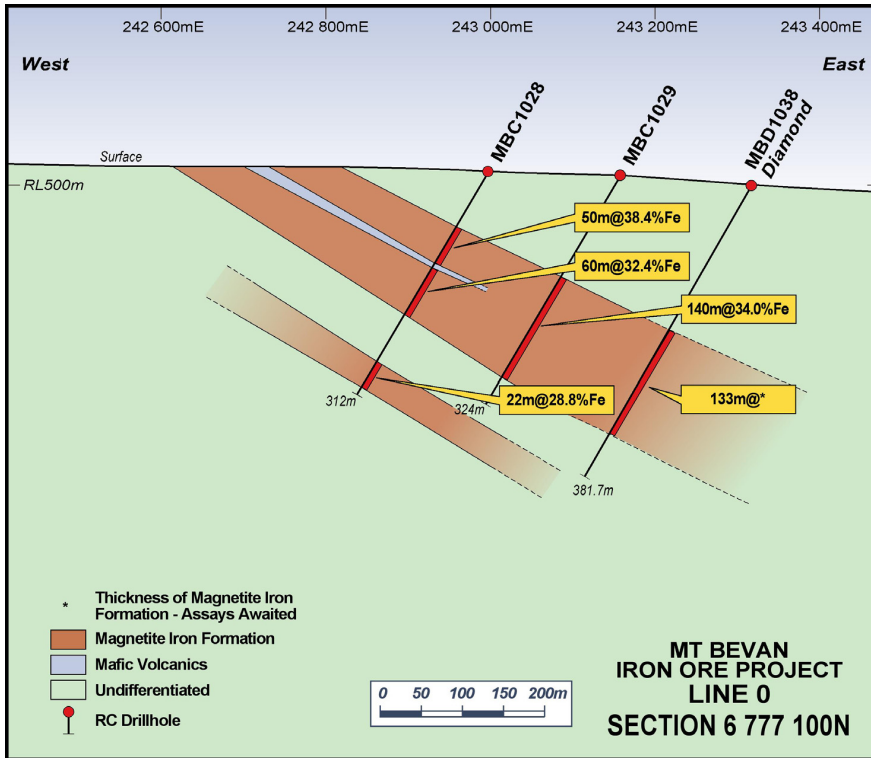 242 600mE
242 800mE
243 000mE
243 200mE
243 400mE
West
East
MBC1028
MBC1029
MBD1038
Diamond
Surface
RL500m
50m@38.4%Fe
60m@32.4%Fe
140m@34.0%Fe
22m@28.8%Fe
133m@*
312m
324m
381.7m
* Thickness of Magnetite Iron
Formation - Assays Awaited
Magnetite Iron Formation
Mafic Volcanics
Undifferentiated
RC Drillhole
0 50 100 150 200m
MT BEVAN
IRON ORE PROJECT
LINE 0
SECTION 6 777 100N